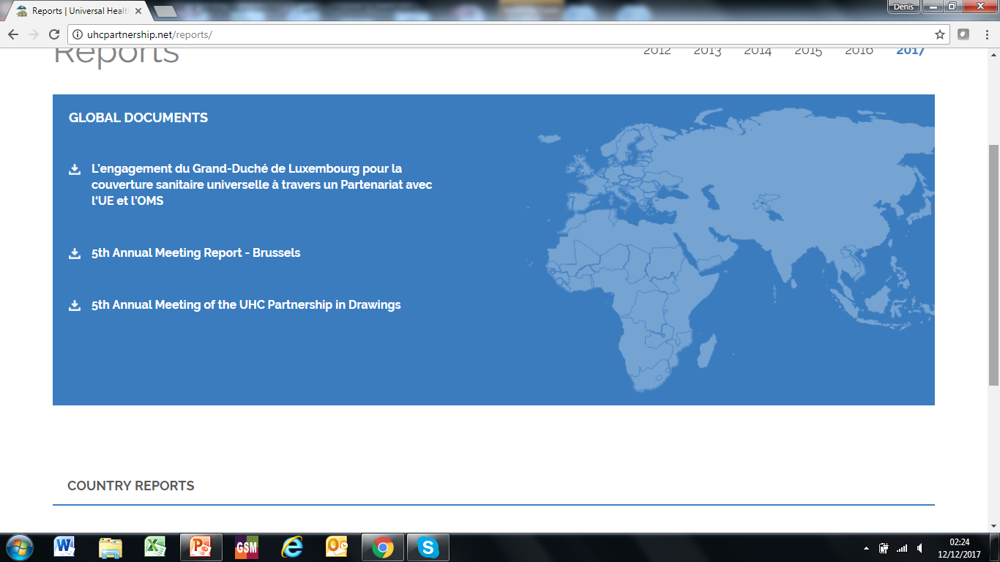 Reports | Universal Healt
Denis
uhcpartnership.net/reports/
Reports
2012 2013 2014 2015 2016 2017
GLOBAL DOCUMENTS
L'engagement du Grand-Duché de Luxembourg pour la
couverture sanitaire universelle à travers un Partenariat avec
l'UE et l'OMS
5th Annual Meeting Report - Brussels
5th Annual Meeting of the UHC Partnership in Drawings
COUNTRY REPORTS
GSM
02:24
12/12/2017